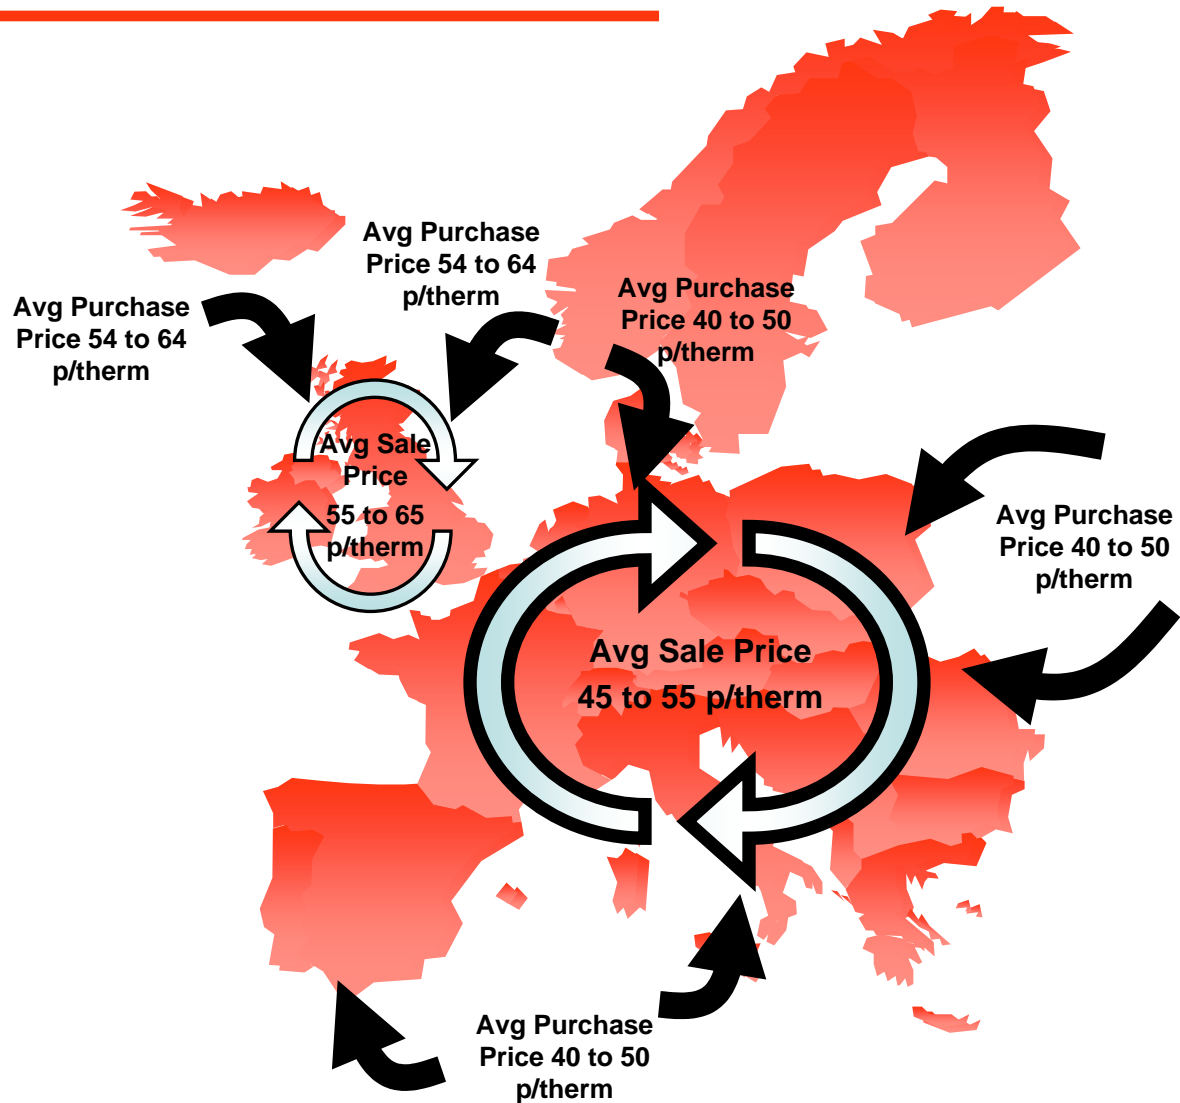 Avg Purchase
Price 54 to 64
p/therm
Avg Purchase
Price 54 to 64
p/therm
Avg Purchase
Price 40 to 50
p/therm
Avg Sale
Price
55 to 65
p/therm
Avg Purchase
Price 40 to 50
p/therm
Avg Sale Price
45 to 55 p/therm
Avg Purchase
Price 40 to 50
p/therm